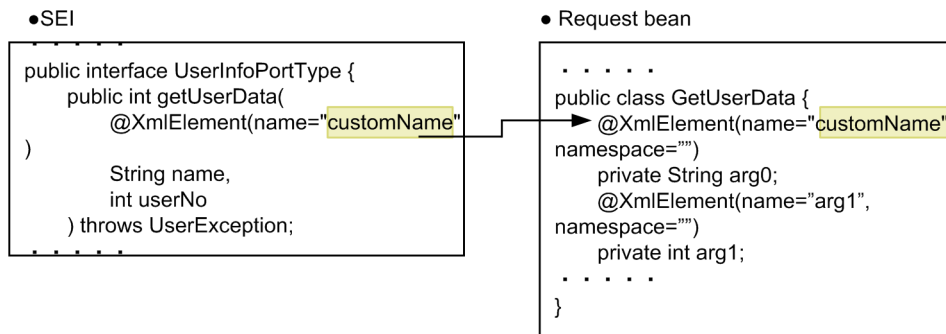 ●SEI
. . . . .
public interface UserInfoPortType {
public int getUserData(
@XmlElement(name="customName"
)
String name,
int userNo
) throws UserException;
. . . . .
● Request bean
. . . . .
public class GetUserData {
@XmlElement(name="customName"
namespace="”)
private String arg0;
@XmlElement(name=”arg1”,
namespace="”)
private int arg1;
. . . . .
}